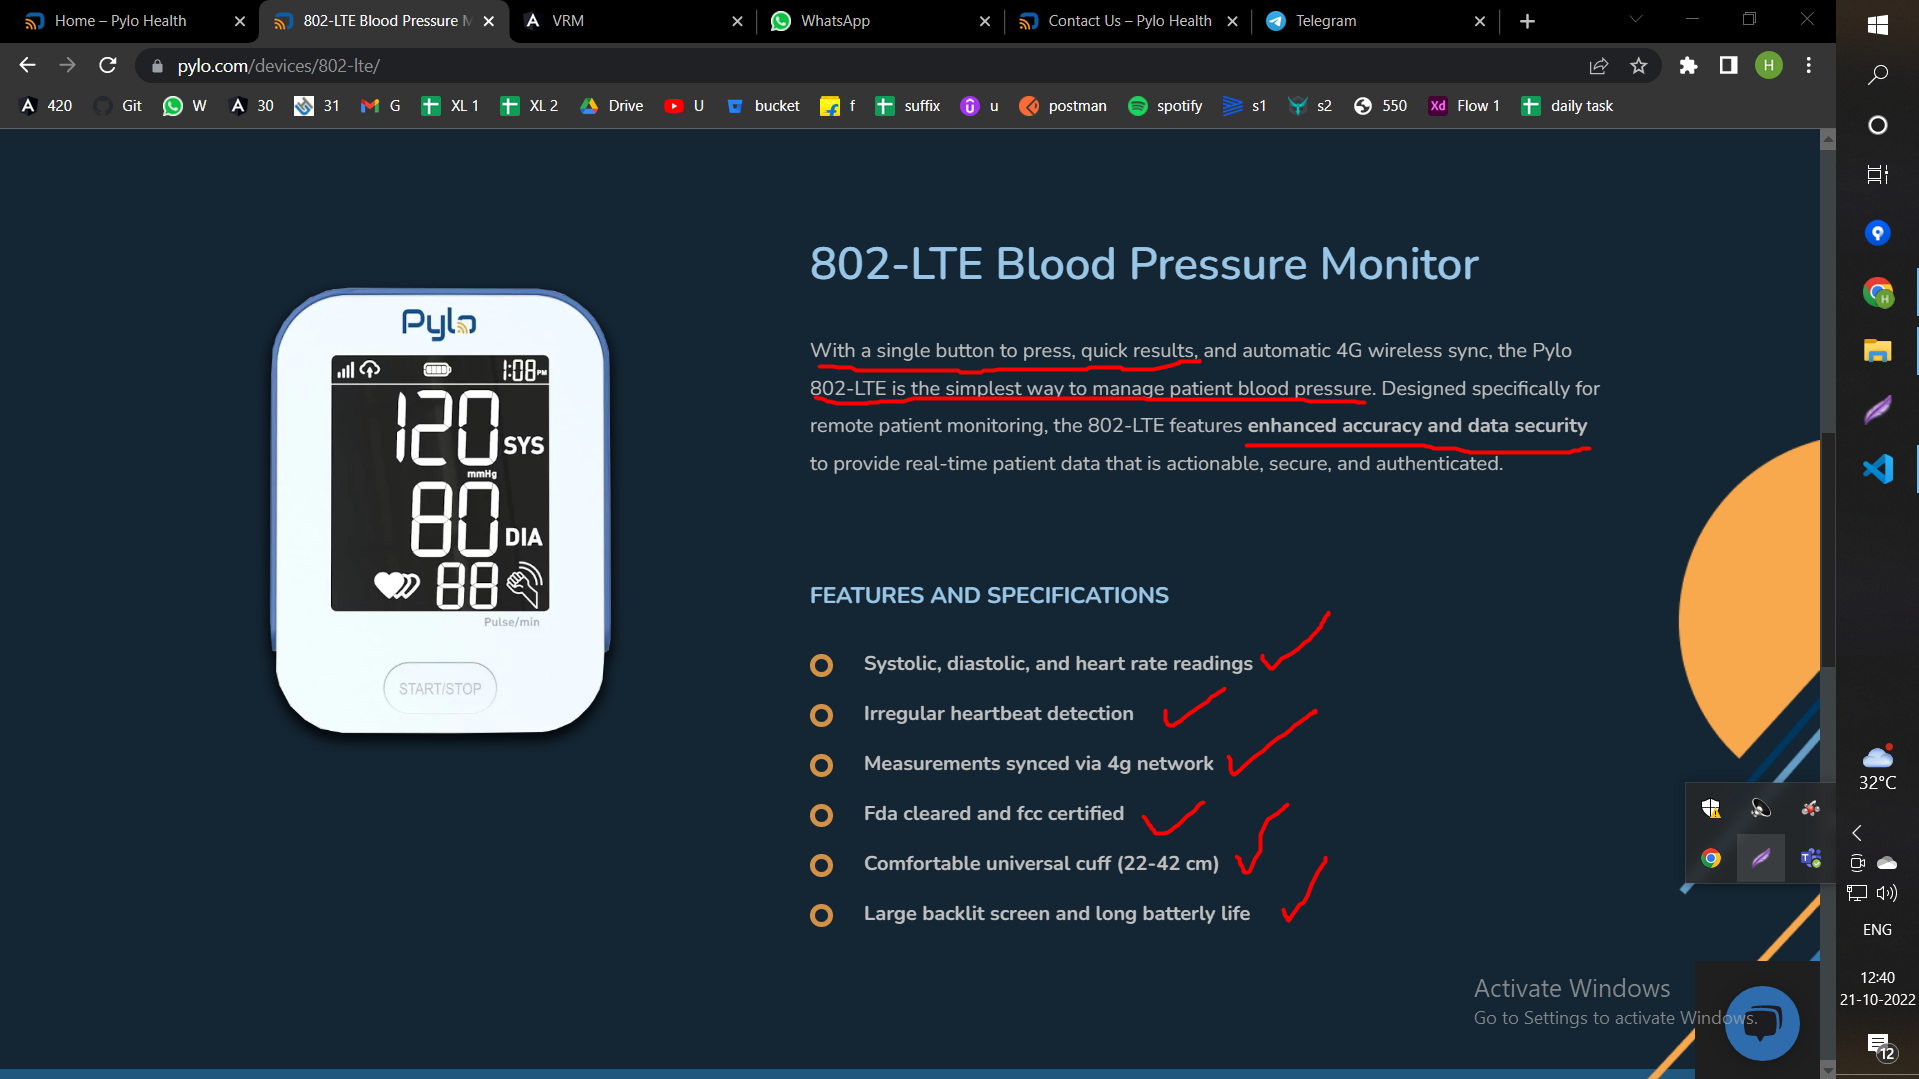 Home – Pylo Health
802-LTE Blood Pressure M
VRM
WhatsApp
Contact Us – Pylo Health
Telegram
pylo.com/devices/802-lte/
H
420
Git
W
30
31
G
XL 1
XL 2
Drive
U
bucket
f
suffix
u
postman
spotify
s1
s2
550
Xd
Flow 1
daily task
802-LTE Blood Pressure Monitor
With a single button to press, quick results, and automatic 4G wireless sync, the Pylo
802-LTE is the simplest way to manage patient blood pressure. Designed specifically for
remote patient monitoring, the 802-LTE features enhanced accuracy and data security
to provide real-time patient data that is actionable, secure, and authenticated.
Pylo
1:08 PM
120 SYS
mmHg
80 DIA
88
Pulse/min
START/STOP
FEATURES AND SPECIFICATIONS
Systolic, diastolic, and heart rate readings
Irregular heartbeat detection
Measurements synced via 4g network
Fda cleared and fcc certified
Comfortable universal cuff (22-42 cm)
Large backlit screen and long batterly life
Activate Windows
Go to Settings to activate Windows.
H
32°C
ENG
12:40
21-10-2022
12